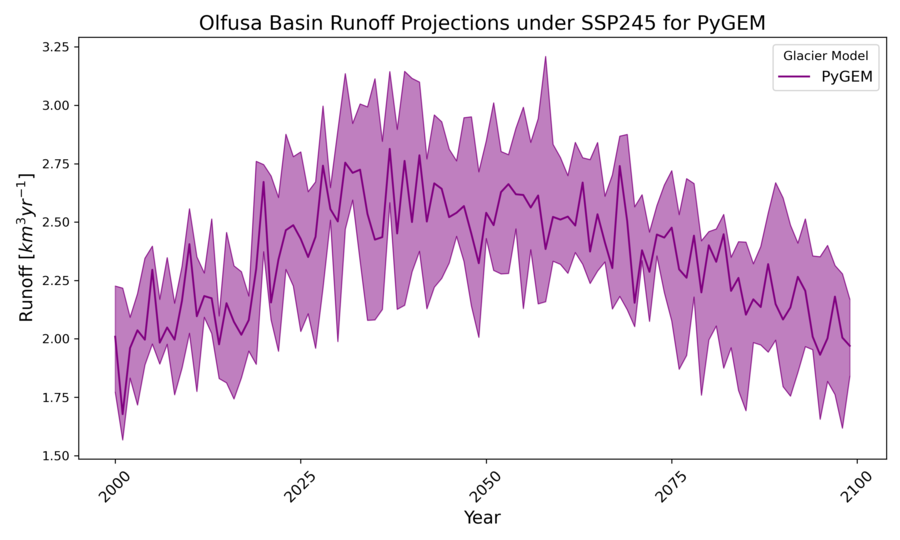 Olfusa Basin Runoff Projections under SSP245 for PyGEM
Glacier Model
PyGEM
Runoff [km³yr⁻¹]
3.25
3.00
2.75
2.50
2.25
2.00
1.75
1.50
2000
2025
2050
2075
2100
Year